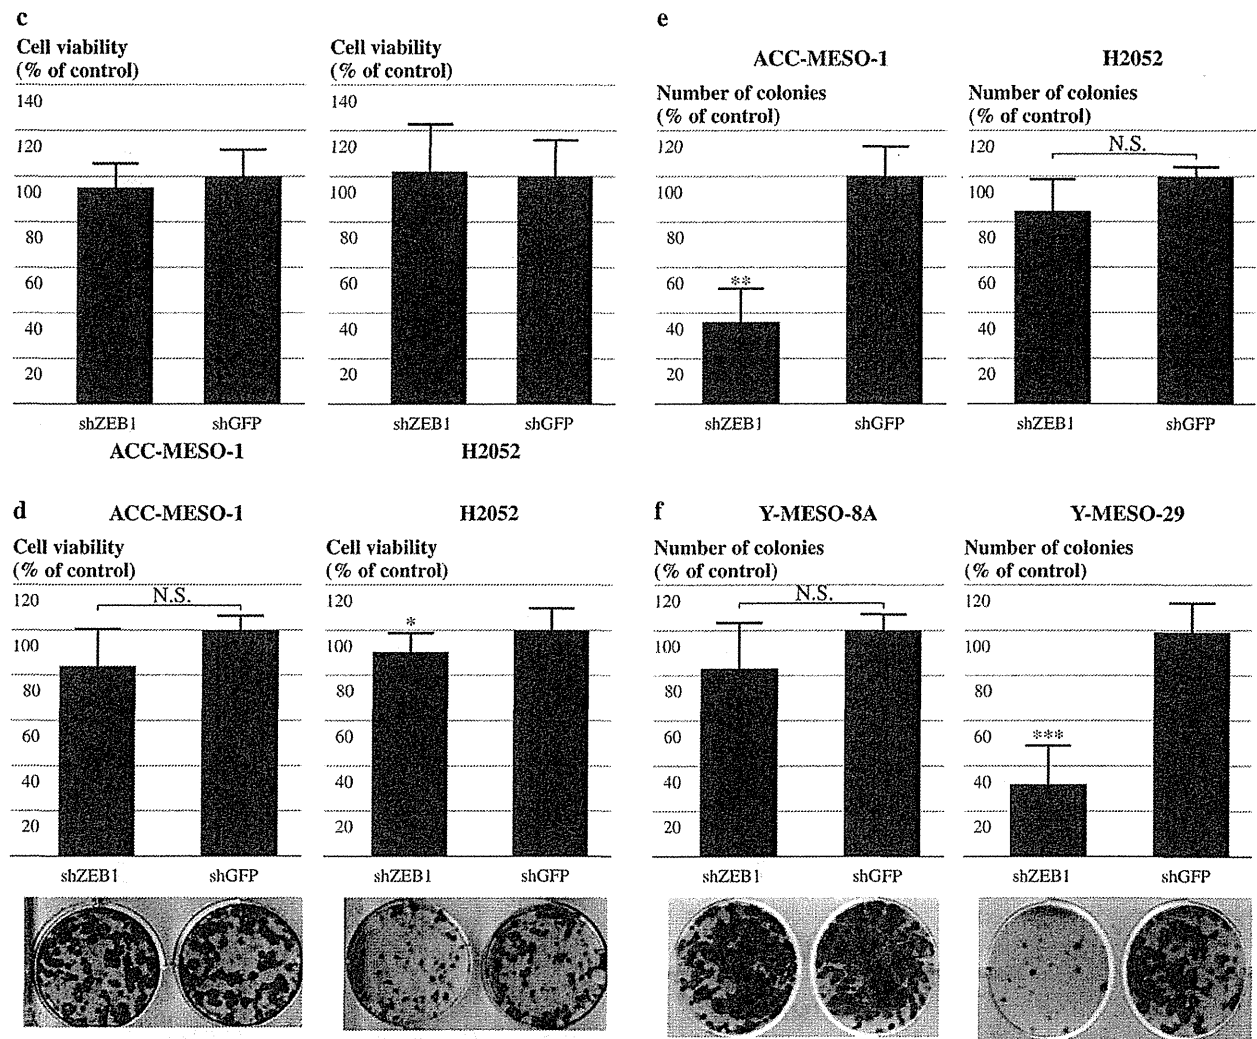 c
Cell viability
(% of control)
140
120
100
80
60
40
20
shZEB1
shGFP
ACC-MESO-1
Cell viability
(% of control)
140
120
100
80
60
40
20
shZEB1
shGFP
H2052
e
ACC-MESO-1
Number of colonies
(% of control)
120
100
80
60
40
20
**
shZEB1
shGFP
H2052
Number of colonies
(% of control)
120
100
80
60
40
20
N.S.
shZEB1
shGFP
d
ACC-MESO-1
Cell viability
(% of control)
120
100
80
60
40
20
N.S.
shZEB1
shGFP
H2052
Cell viability
(% of control)
120
100
80
60
40
20
*
shZEB1
shGFP
f
Y-MESO-8A
Number of colonies
(% of control)
120
100
80
60
40
20
N.S.
shZEB1
shGFP
Y-MESO-29
Number of colonies
(% of control)
120
100
80
60
40
20
***
shZEB1
shGFP